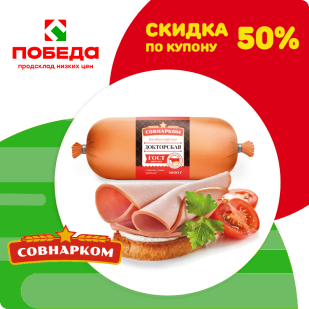 ПОБЕДА
продсклад низких цен
СКИДКА
ПО КУПОНУ
50%
СОВНАРКОМ
ДОКТОРСКАЯ
ГОСТ
СОВНАРКОМ